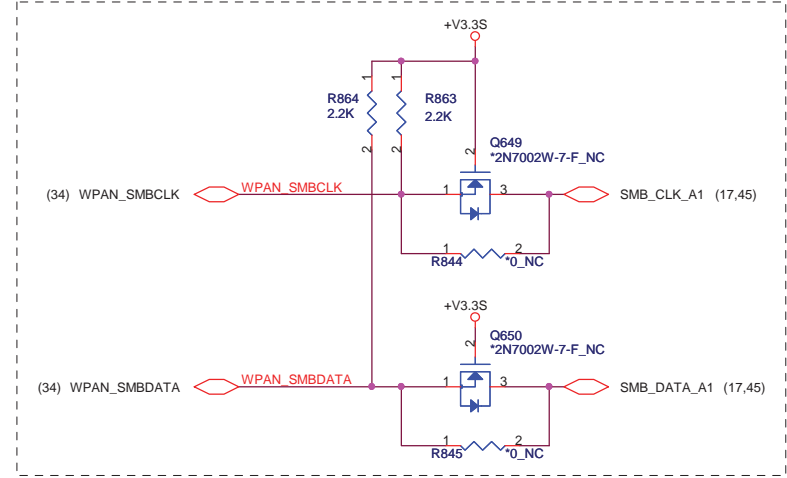 +V3.3S
1
1
R864
2.2K
R863
2.2K
2
2
Q649
*2N7002W-7-F_NC
2
(34) WPAN_SMBCLK
WPAN_SMBCLK
1
3
SMB_CLK_A1 (17,45)
1
2
R844
*0_NC
+V3.3S
Q650
*2N7002W-7-F_NC
2
(34) WPAN_SMBDATA
WPAN_SMBDATA
1
3
SMB_DATA_A1 (17,45)
1
2
R845
*0_NC